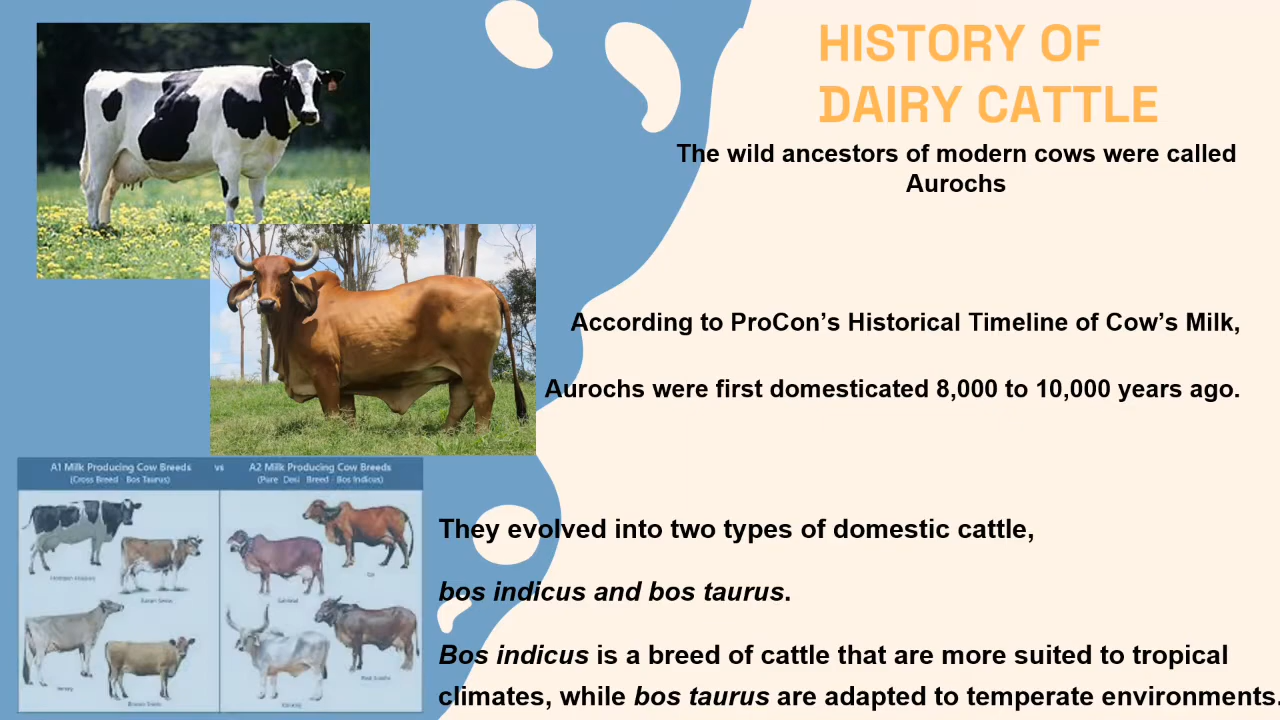 HISTORY OF
DAIRY CATTLE
The wild ancestors of modern cows were called
Aurochs
According to ProCon’s Historical Timeline of Cow’s Milk,
Aurochs were first domesticated 8,000 to 10,000 years ago.
They evolved into two types of domestic cattle,
bos indicus and bos taurus.
Bos indicus is a breed of cattle that are more suited to tropical
climates, while bos taurus are adapted to temperate environments.
A1 Milk Producing Cow Breeds vs A2 Milk Producing Cow Breeds
(Cross Breed - Bos Taurus) (Pure Desi Breed - Bos Indicus)
Gir
Sahiwal
Jersey